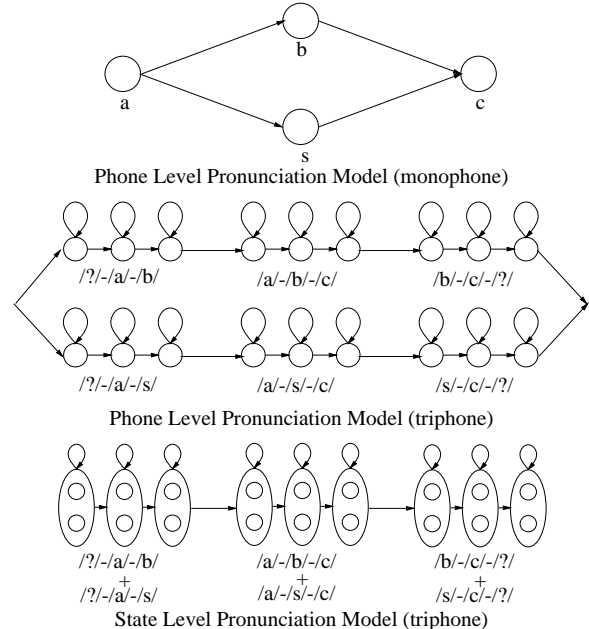 b
a
c
s
Phone Level Pronunciation Model (monophone)
/?/-/a/-/b/ /a/-/b/-/c/ /b/-/c/-/?/
/?/-/a/-/s/ /a/-/s/-/c/ /s/-/c/-/?/
Phone Level Pronunciation Model (triphone)
/?/-/a/-/b/ /a/-/b/-/c/ /b/-/c/-/?/
+ + +
/?/-/a/-/s/ /a/-/s/-/c/ /s/-/c/-/?/
State Level Pronunciation Model (triphone)